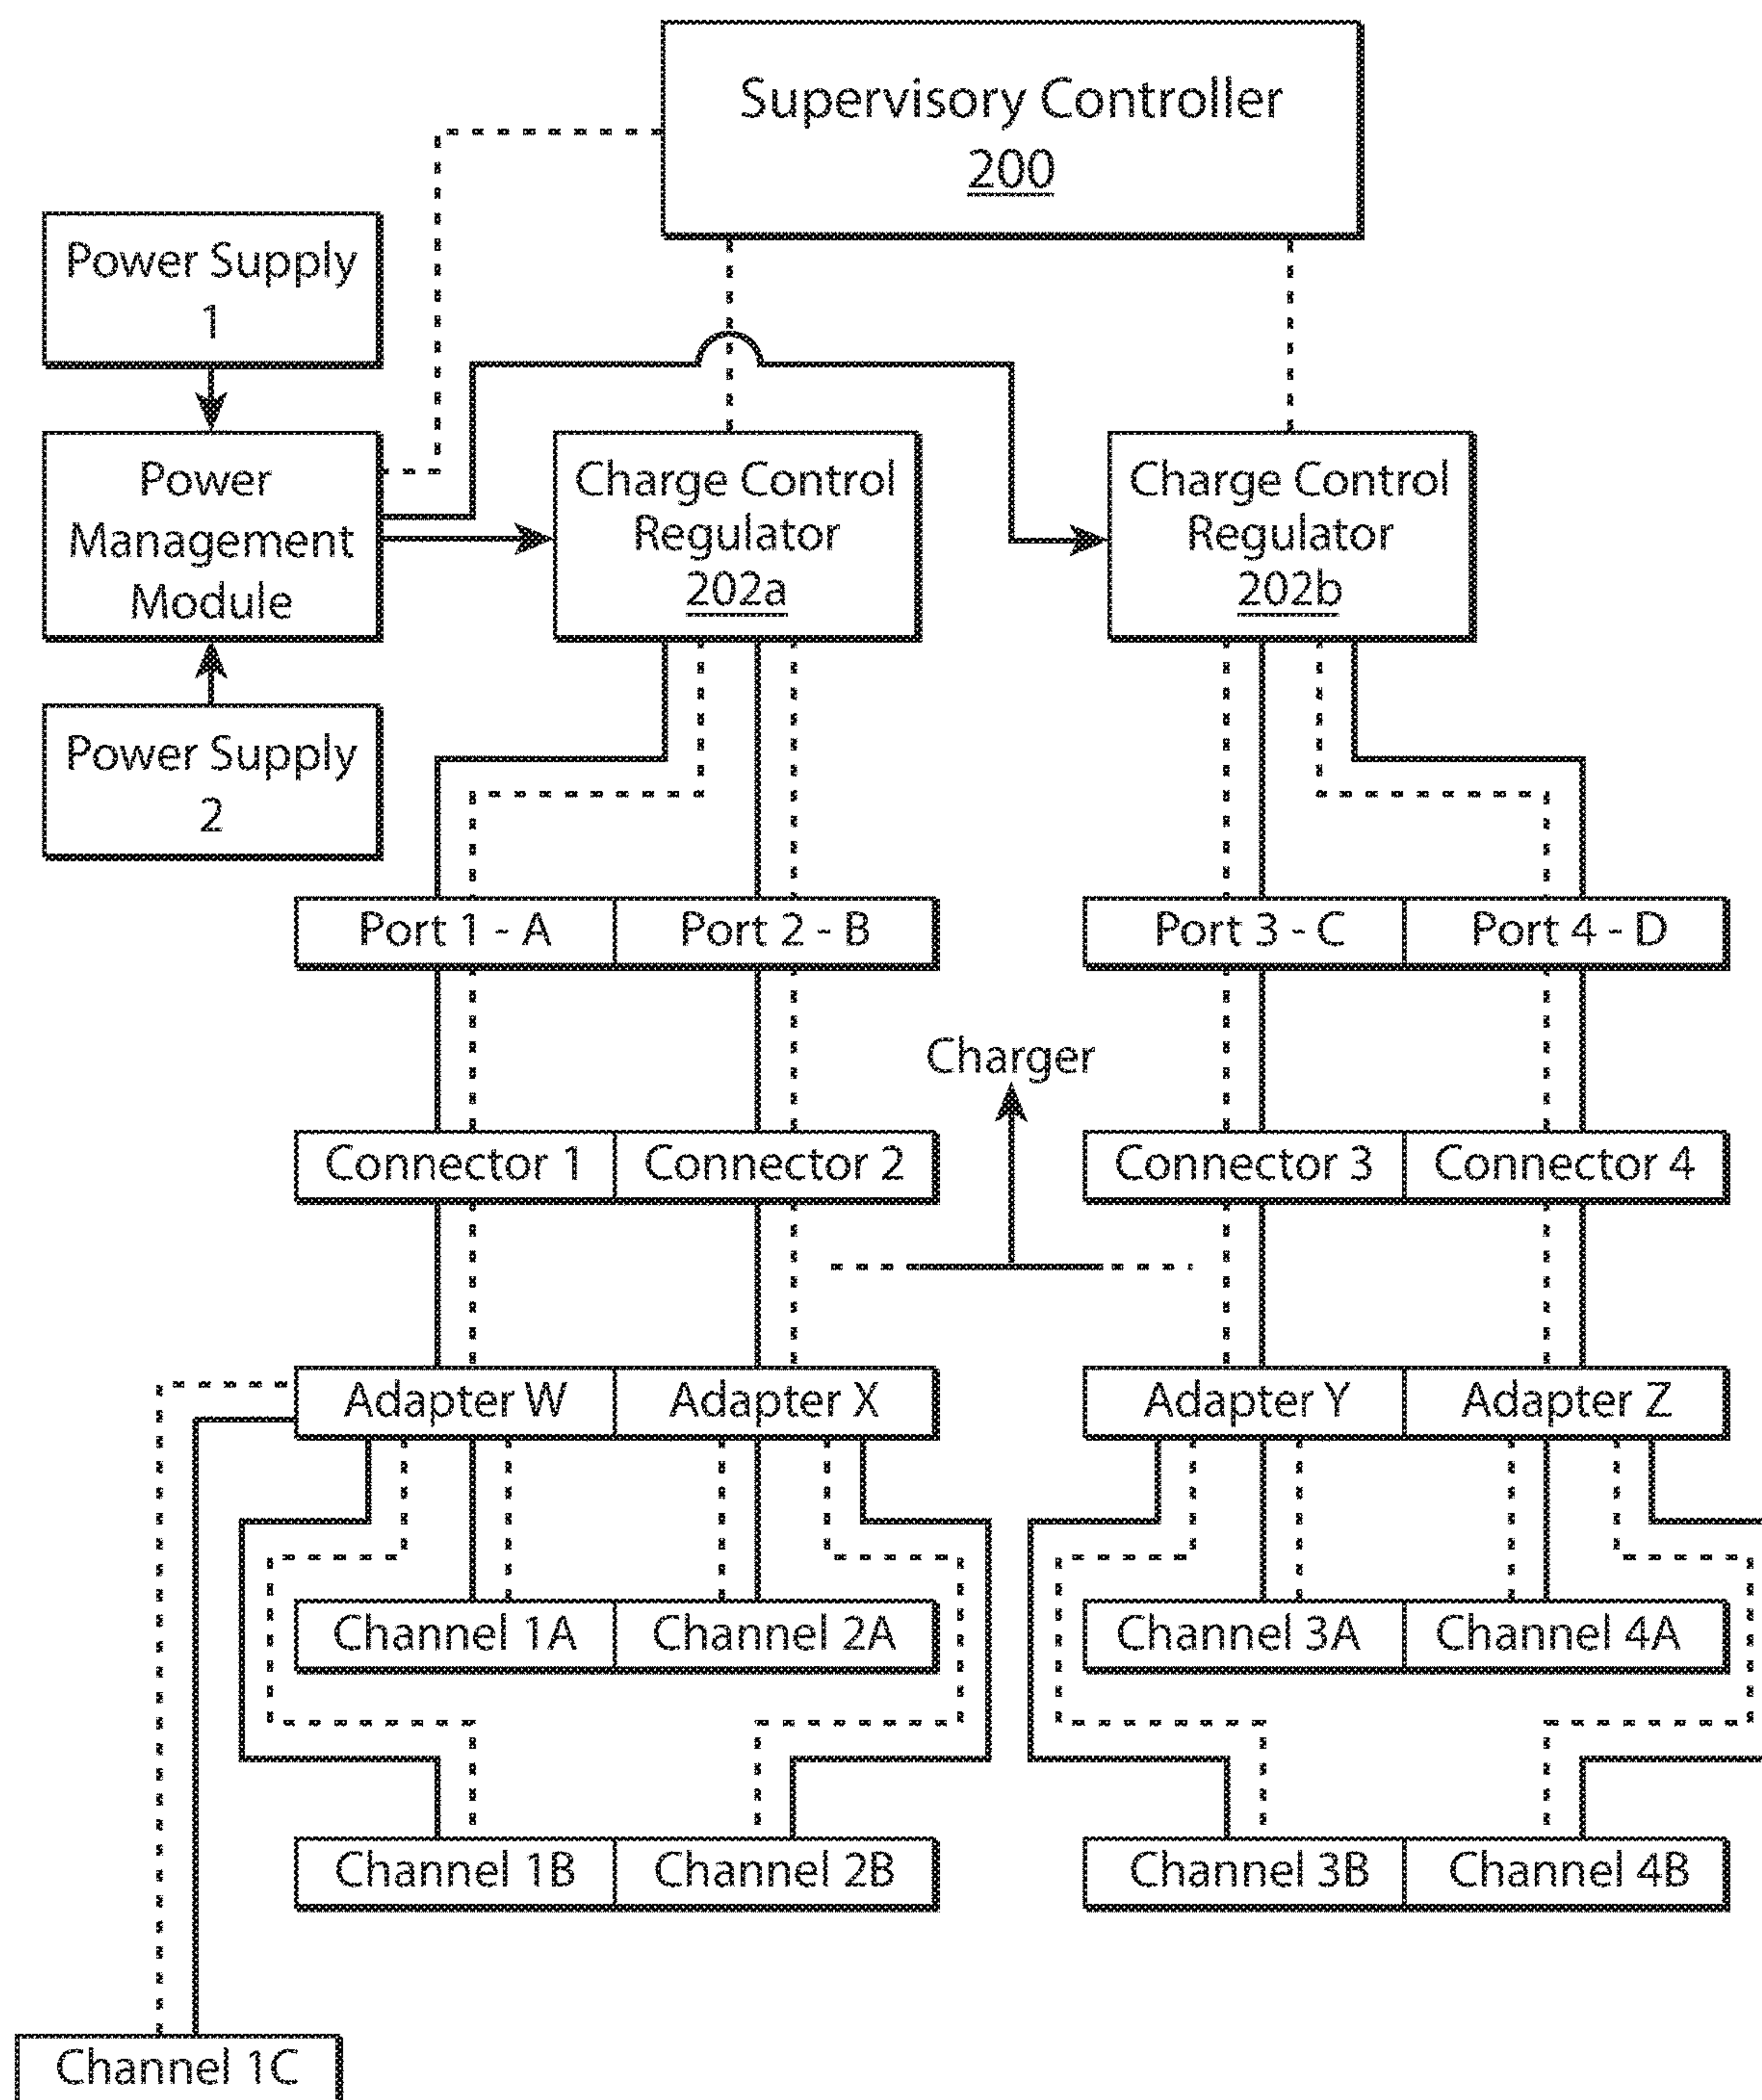 Supervisory Controller
200
Power Supply
1
Power
Management
Module
Charge Control
Regulator
202a
Charge Control
Regulator
202b
Power Supply
2
Port 1 - A
Port 2 - B
Port 3 - C
Port 4 - D
Charger
Connector 1
Connector 2
Connector 3
Connector 4
Adapter W
Adapter X
Adapter Y
Adapter Z
Channel 1A
Channel 2A
Channel 3A
Channel 4A
Channel 1B
Channel 2B
Channel 3B
Channel 4B
Channel 1C